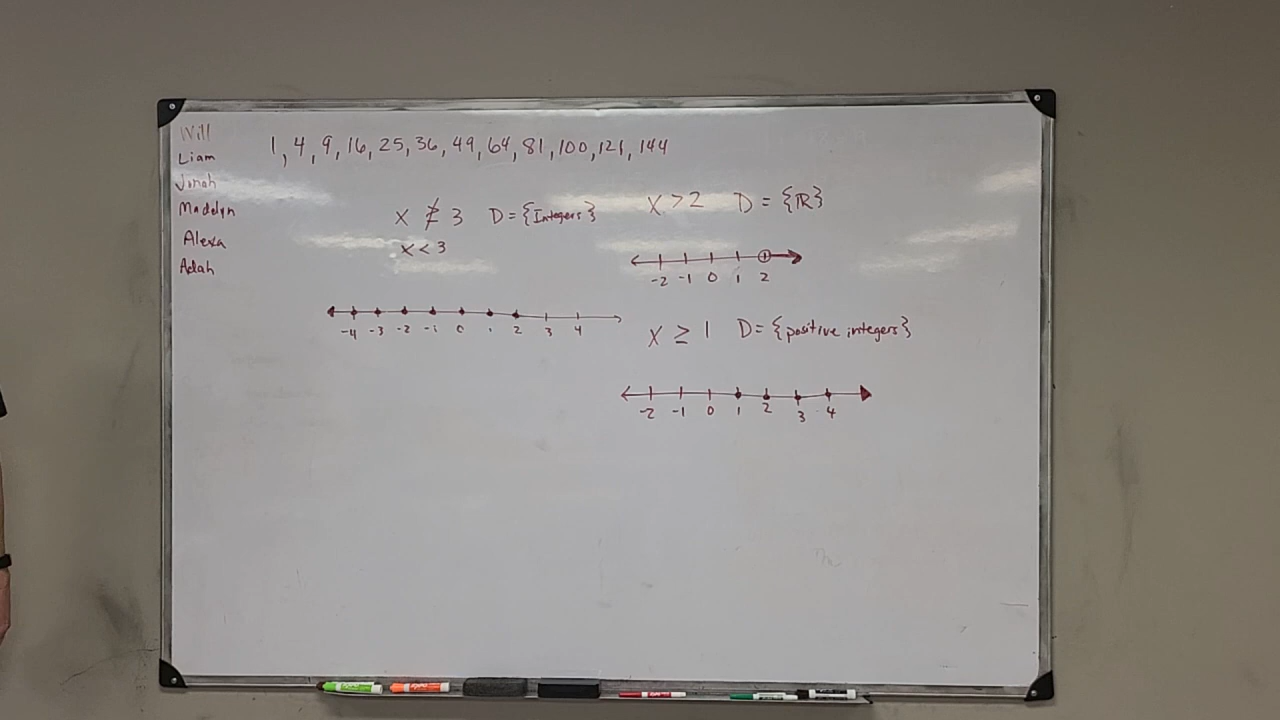 Will
Liam
Jonah
Madelyn
Alexa
Adah
1, 4, 9, 16, 25, 36, 49, 64, 81, 100, 121, 144
x ≱ 3 D = {Integers}
x < 3
-4 -3 -2 -1 0 1 2 3 4
x > 2 D = {ℝ}
-2 -1 0 1 2
x ≥ 1 D = {positive integers}
-2 -1 0 1 2 3 4